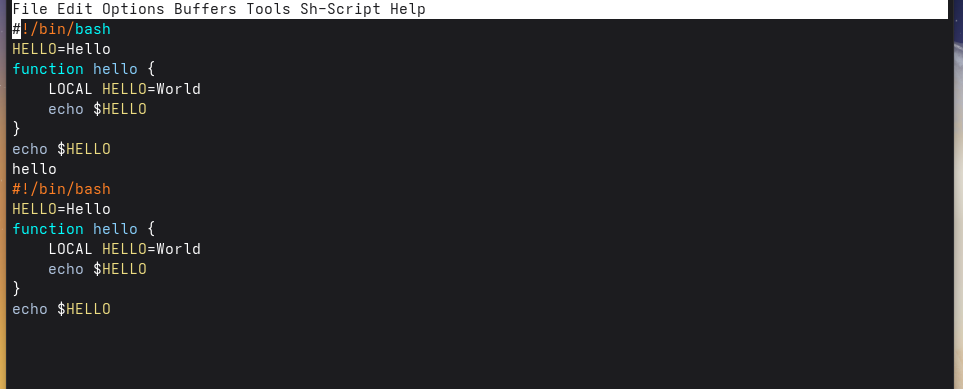 File Edit Options Buffers Tools Sh-Script Help
#!/bin/bash
HELLO=Hello
function hello {
    LOCAL HELLO=World
    echo $HELLO
}
echo $HELLO
hello
#!/bin/bash
HELLO=Hello
function hello {
    LOCAL HELLO=World
    echo $HELLO
}
echo $HELLO